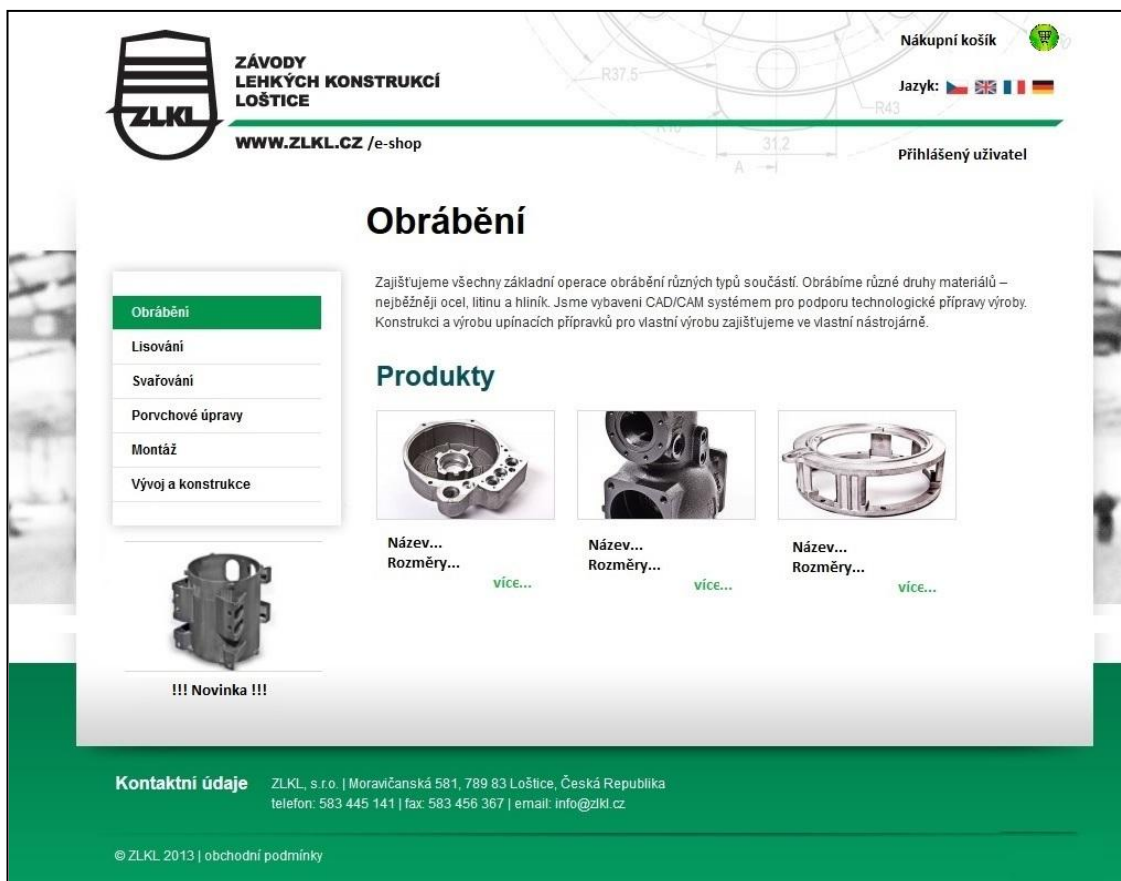 ZLKL
ZÁVODY
LEHKÝCH KONSTRUKCÍ
LOŠTICE
WWW.ZLKL.CZ /e-shop
Nákupní košík
Jazyk:
Přihlášený uživatel
R37.5
R43
31.2
A
Obrábění
Zajišťujeme všechny základní operace obrábění různých typů součástí. Obrábíme různé druhy materiálů –
nejběžněji ocel, litinu a hliník. Jsme vybaveni CAD/CAM systémem pro podporu technologické přípravy výroby.
Konstrukci a výrobu upínacích přípravků pro vlastní výrobu zajišťujeme ve vlastní nástrojárně.
Obrábění
Lisování
Svařování
Porvchové úpravy
Montáž
Vývoj a konstrukce
!!! Novinka !!!
Produkty
Název...
Rozměry...
více...
Název...
Rozměry...
více...
Název...
Rozměry...
více...
Kontaktní údaje
ZLKL, s.r.o. | Moravičanská 581, 789 83 Loštice, Česká Republika
telefon: 583 445 141 | fax: 583 456 367 | email: info@zlkl.cz
© ZLKL 2013 | obchodní podmínky